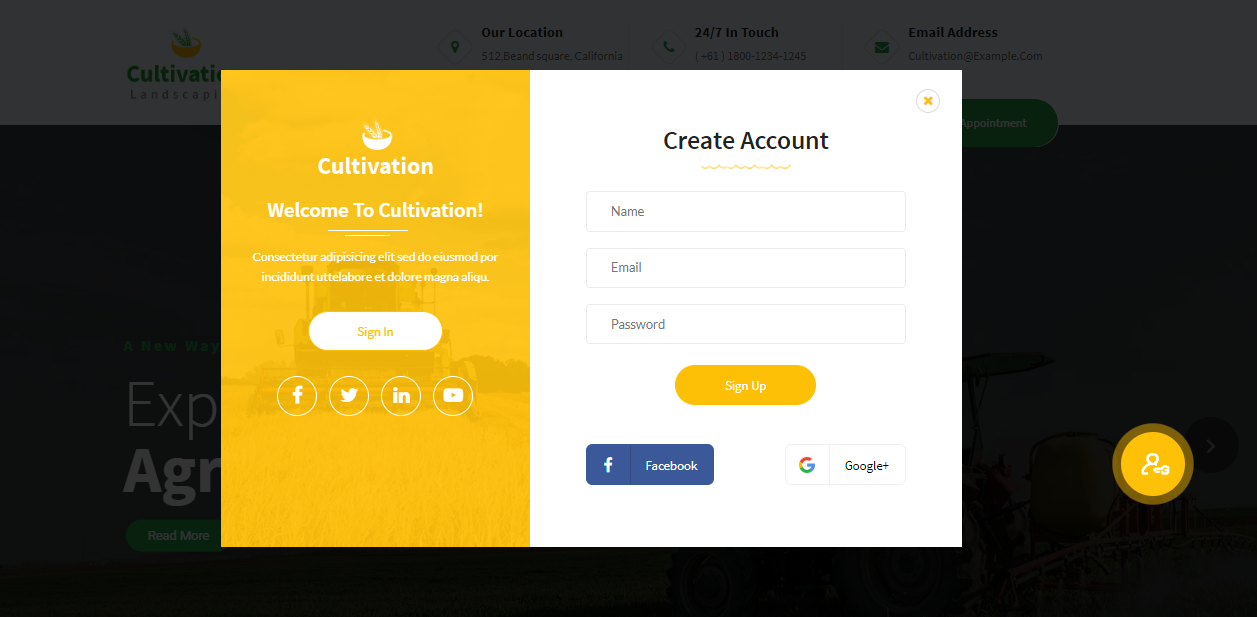 Our Location
512,Beand square, California
24/7 In Touch
( +61 ) 1800-1234-1245
Email Address
Cultivation@Example.Com
Appointment
A New Way
Exp
Agr
Read More
Cultivation
Welcome To Cultivation!
Consectetur adipisicing elit sed do eiusmod por
incididunt uttelabore et dolore magna aliqu.
Sign In
Create Account
Name
Email
Password
Sign Up
Facebook
Google+